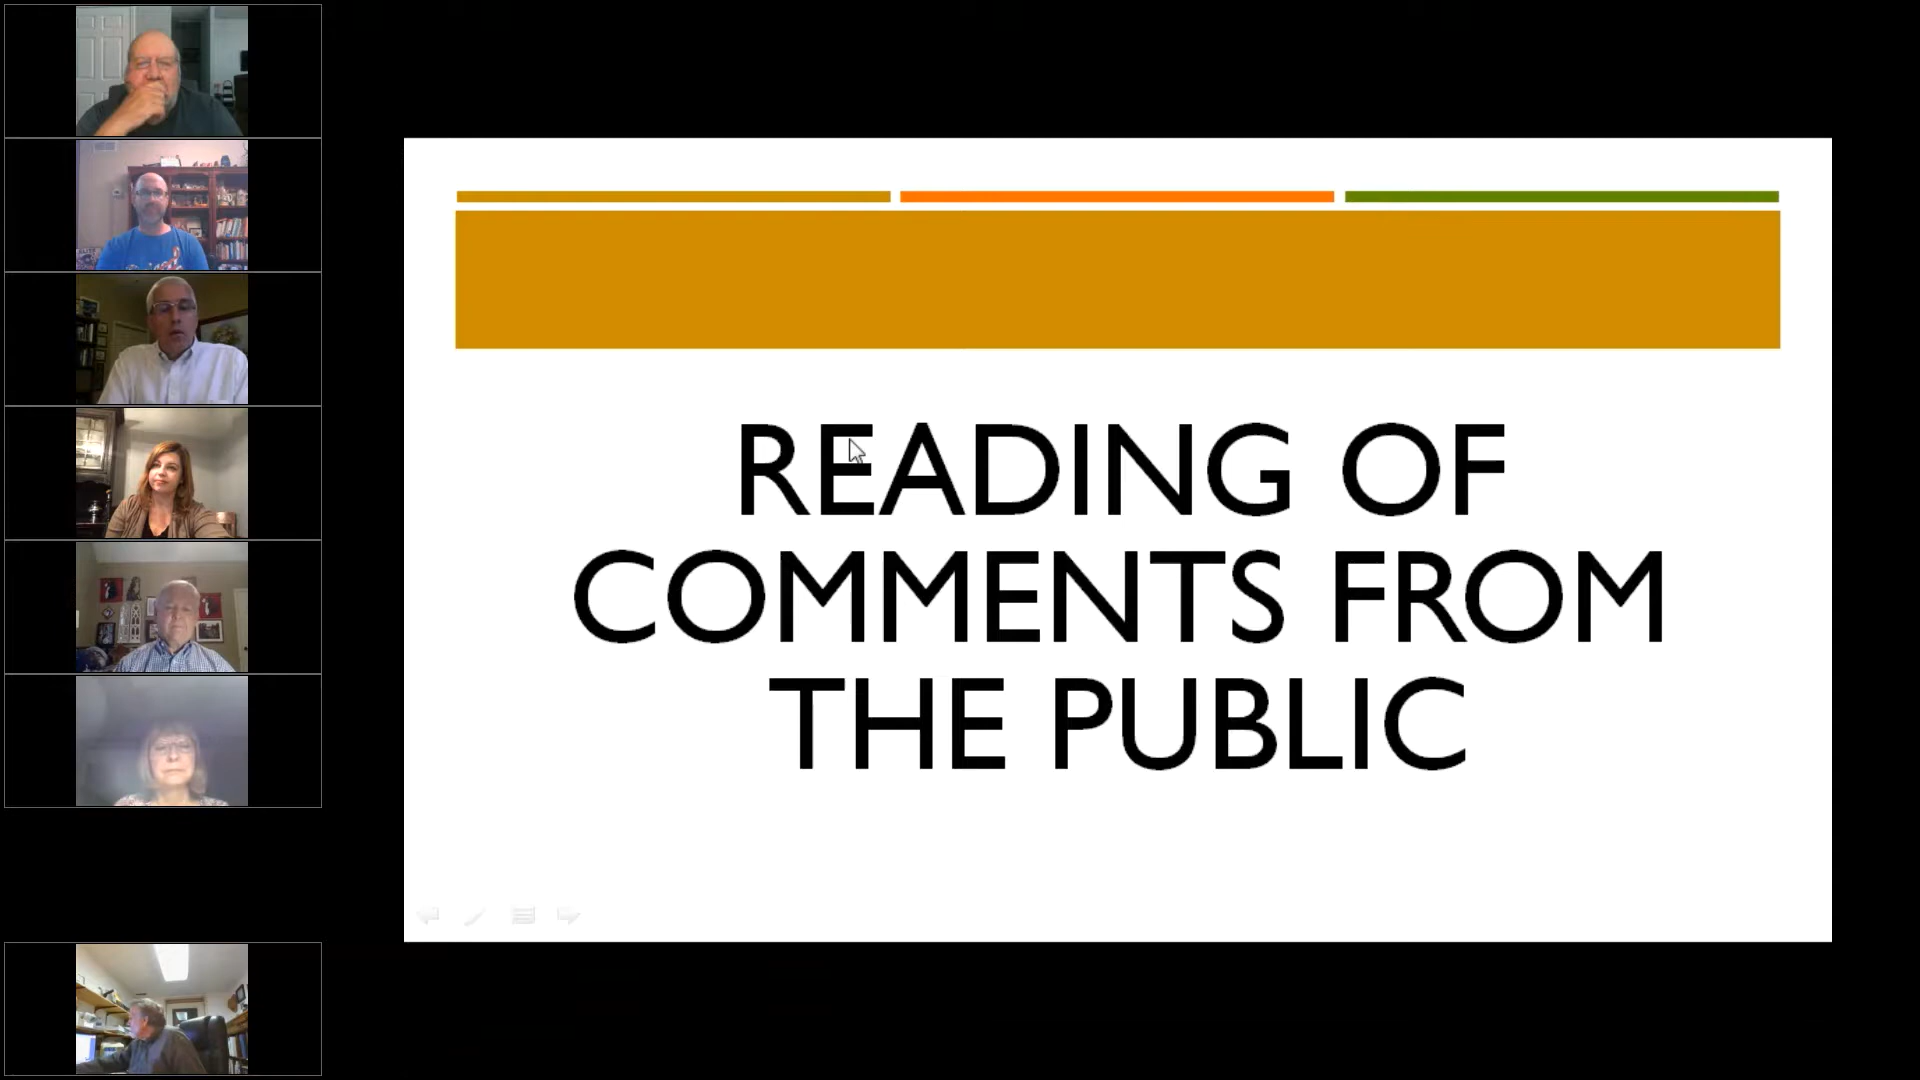 READING OF
COMMENTS FROM
THE PUBLIC